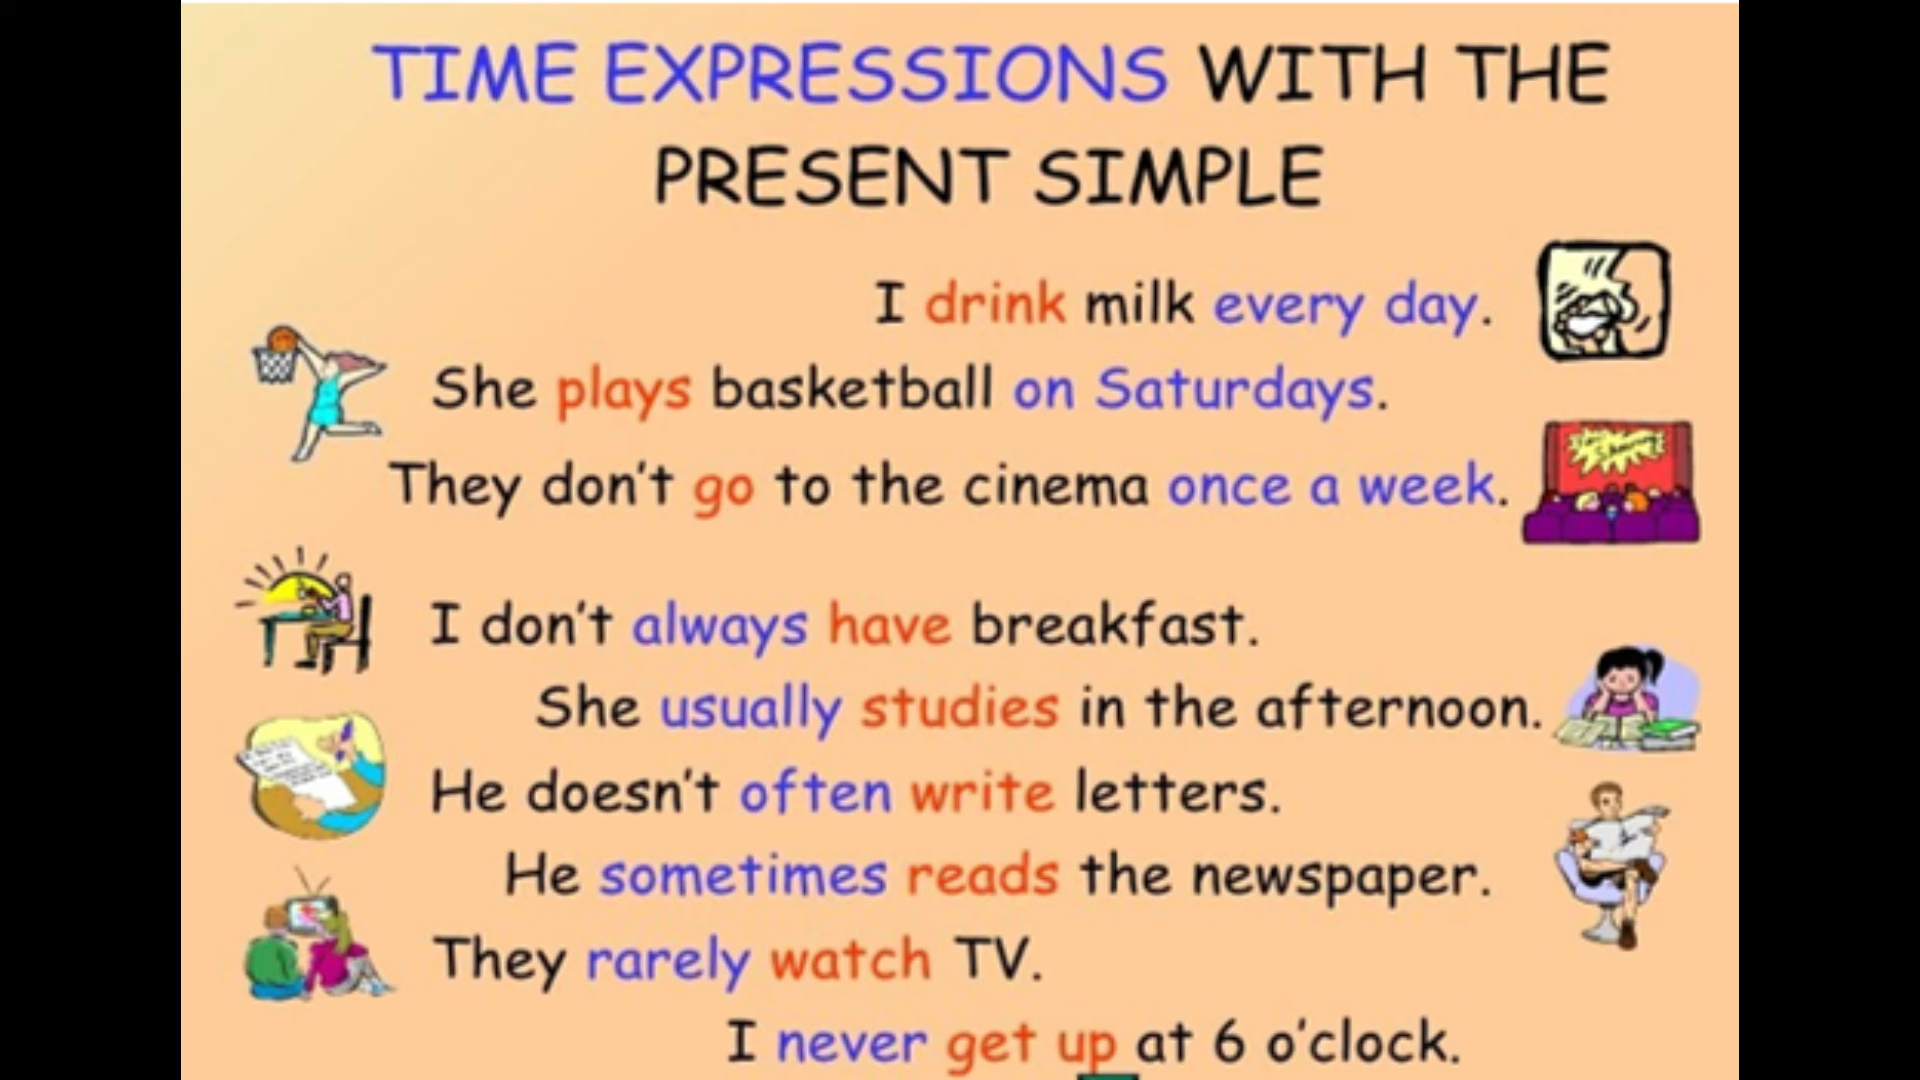 TIME EXPRESSIONS WITH THE
PRESENT SIMPLE
I drink milk every day.
She plays basketball on Saturdays.
They don't go to the cinema once a week.
I don't always have breakfast.
She usually studies in the afternoon.
He doesn't often write letters.
He sometimes reads the newspaper.
They rarely watch TV.
I never get up at 6 o'clock.